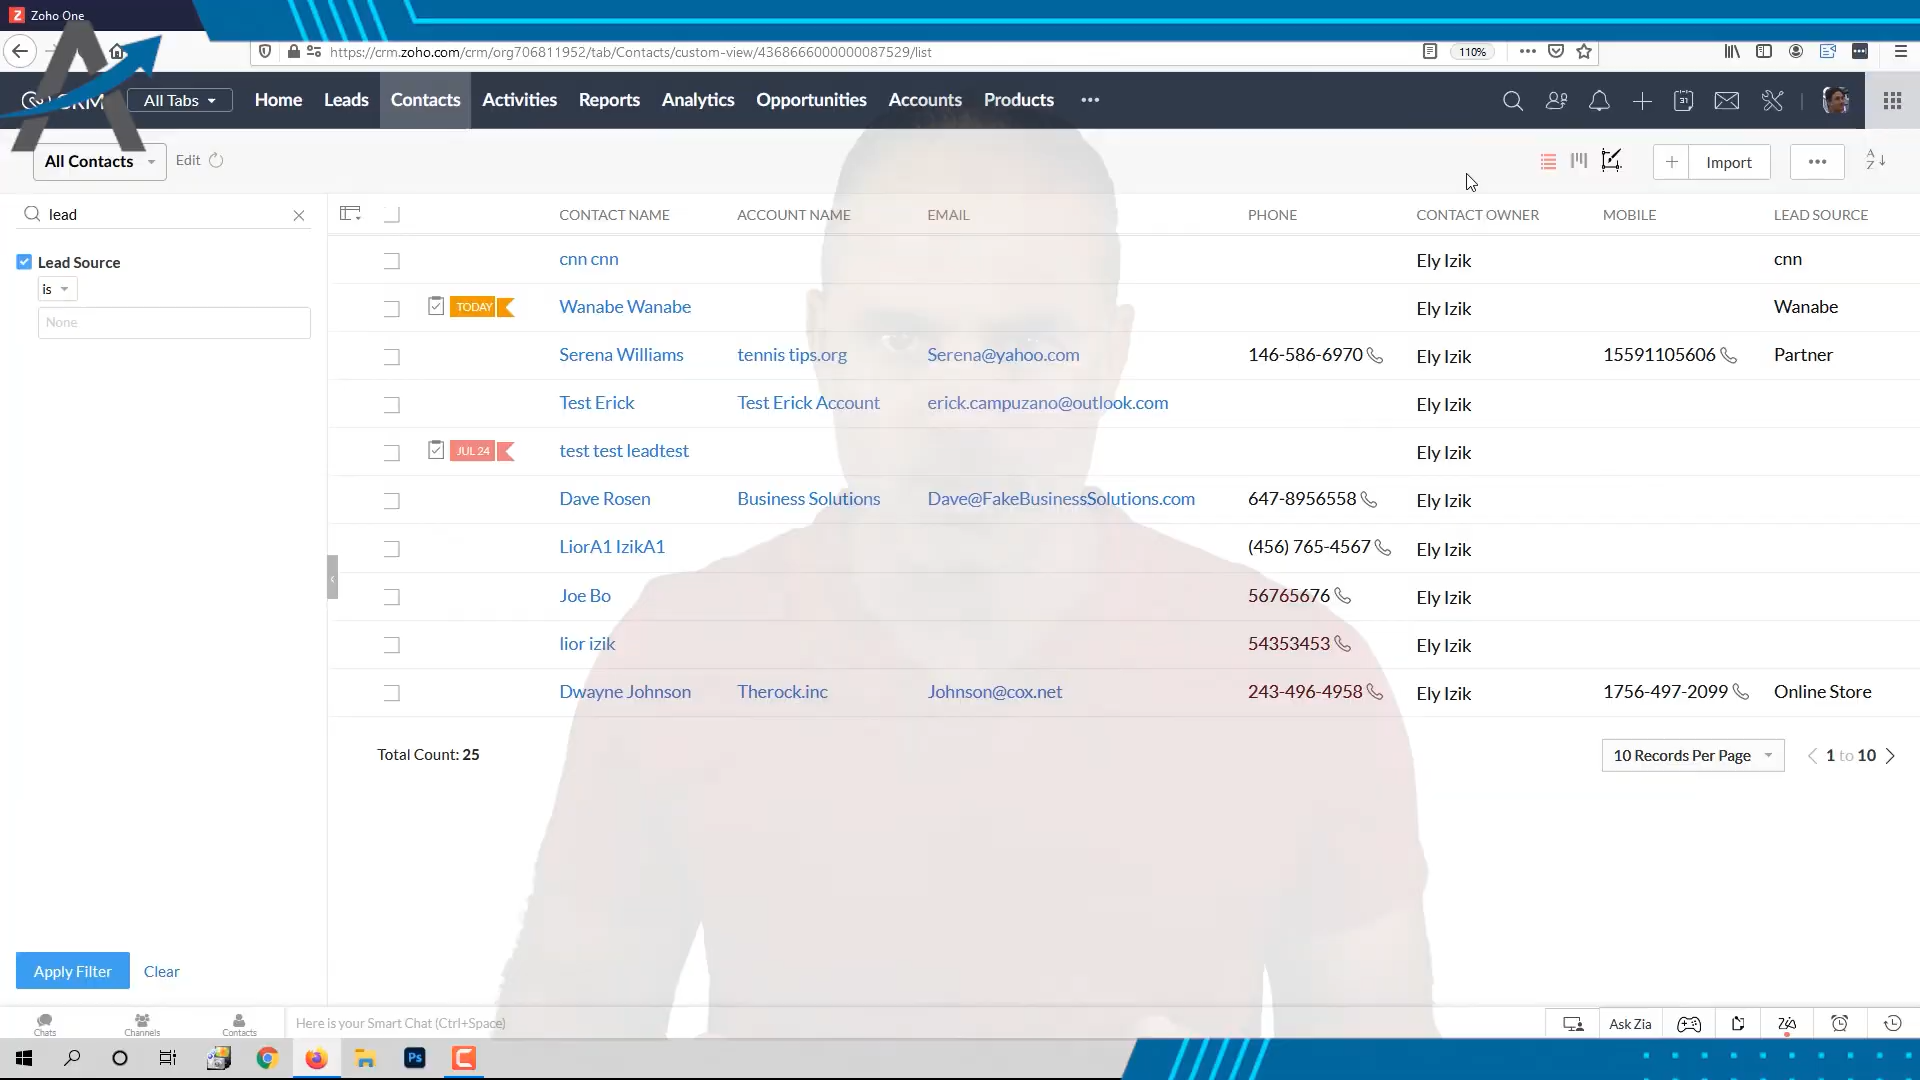 Zoho One
https://crm.zoho.com/crm/org706811952/tab/Contacts/custom-view/4368666000000087529/list
110%
CRM
All Tabs
Home
Leads
Contacts
Activities
Reports
Analytics
Opportunities
Accounts
Products
All Contacts
Edit
Import
lead
CONTACT NAME ACCOUNT NAME EMAIL PHONE CONTACT OWNER MOBILE LEAD SOURCE
Lead Source
is
None
cnn cnn Ely Izik cnn
TODAY Wanabe Wanabe Ely Izik Wanabe
Serena Williams tennis tips.org Serena@yahoo.com 146-586-6970 Ely Izik 15591105606 Partner
Test Erick Test Erick Account erick.campuzano@outlook.com Ely Izik
JUL 24 test test leadtest Ely Izik
Dave Rosen Business Solutions Dave@FakeBusinessSolutions.com 647-8956558 Ely Izik
LiorA1 IzikA1 (456) 765-4567 Ely Izik
Joe Bo 56765676 Ely Izik
lior izik 54353453 Ely Izik
Dwayne Johnson Therock.inc Johnson@cox.net 243-496-4958 Ely Izik 1756-497-2099 Online Store
Total Count: 25
10 Records Per Page
1 to 10
Apply Filter
Clear
Chats
Channels
Contacts
Here is your Smart Chat (Ctrl+Space)
Ask Zia